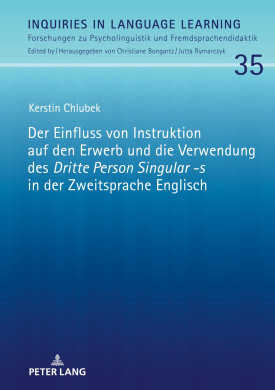 INQUIRIES IN LANGUAGE LEARNING
Forschungen zu Psycholinguistik und Fremdsprachendidaktik
Edited by / Herausgegeben von Christiane Bongartz / Jutta Rymarczyk
35
Kerstin Chlubek
Der Einfluss von Instruktion
auf den Erwerb und die Verwendung
des Dritte Person Singular -s
in der Zweitsprache Englisch
PETER LANG